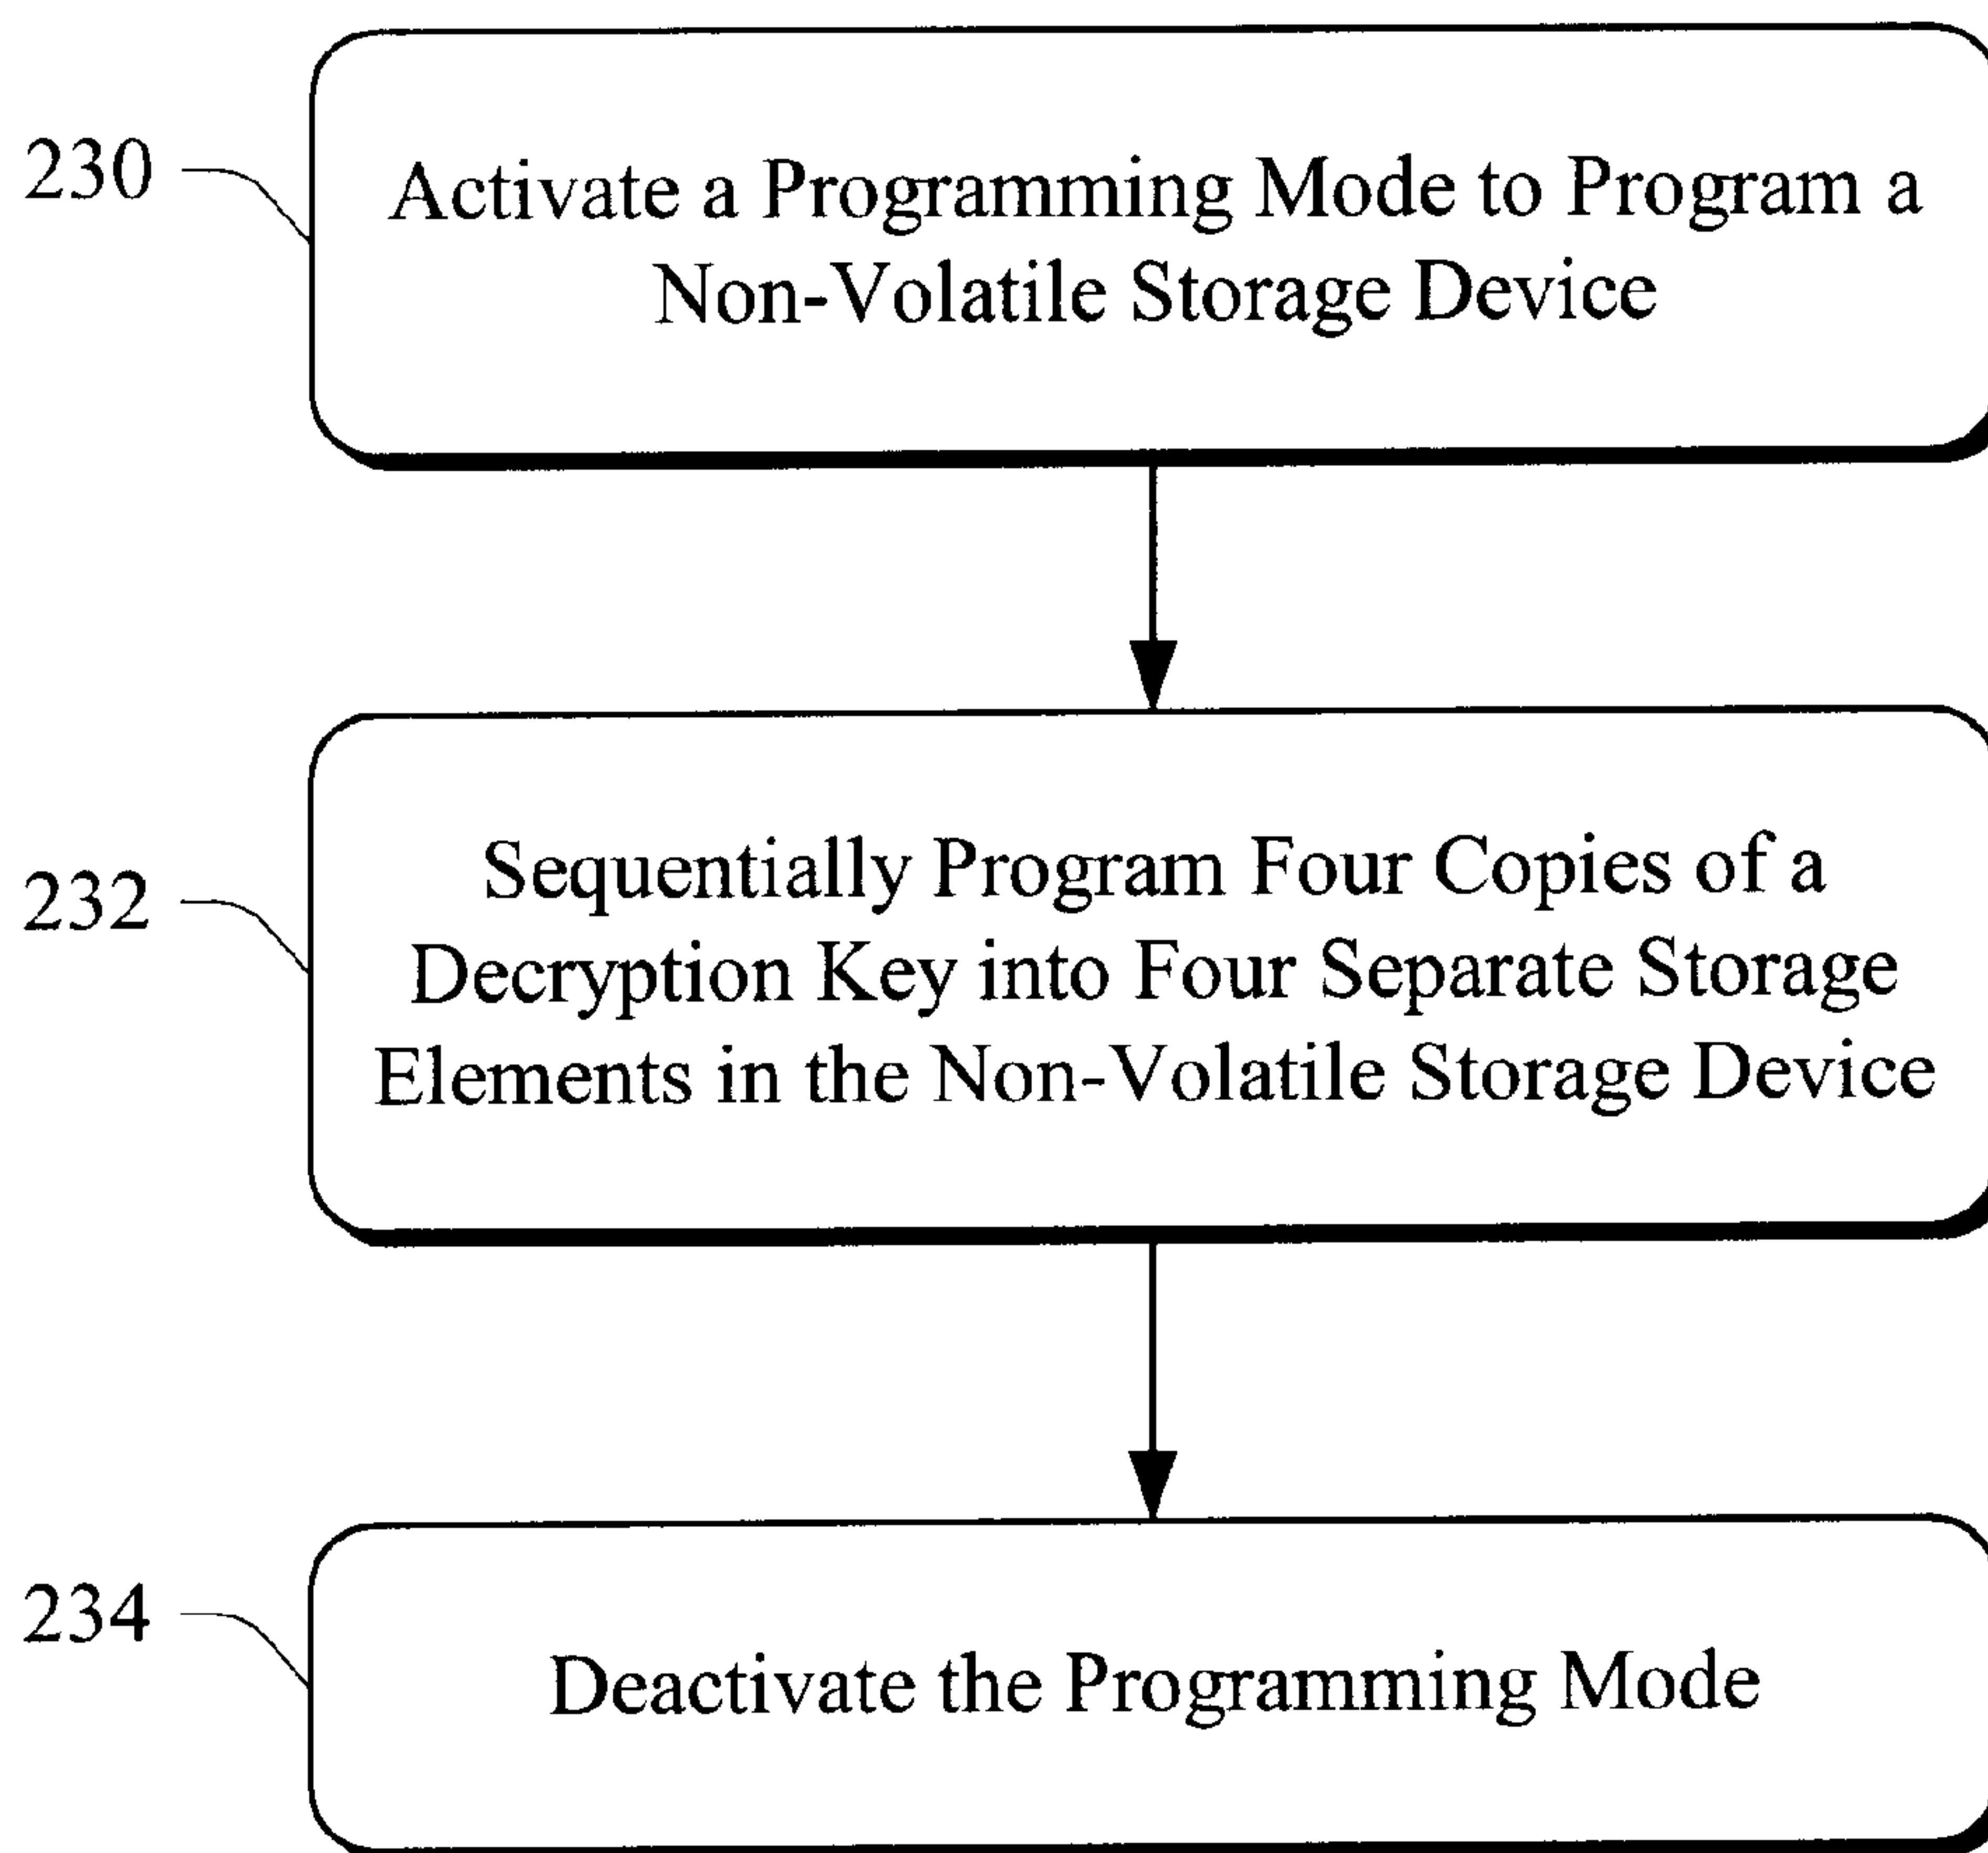 230
Activate a Programming Mode to Program a
Non-Volatile Storage Device
232
Sequentially Program Four Copies of a
Decryption Key into Four Separate Storage
Elements in the Non-Volatile Storage Device
234
Deactivate the Programming Mode